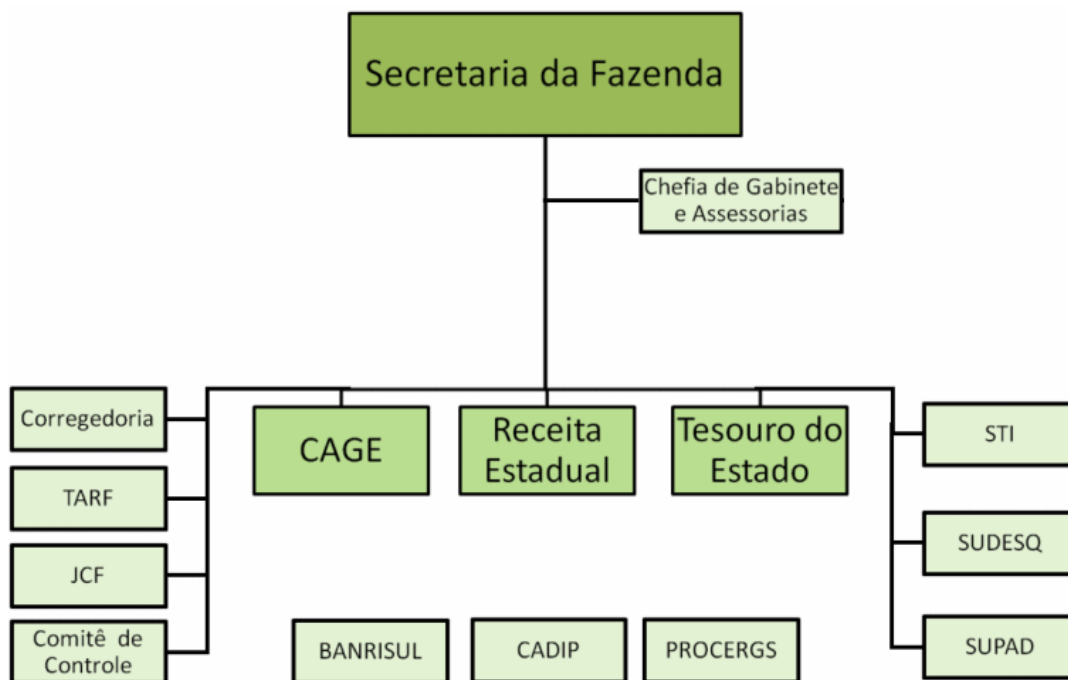 Secretaria da Fazenda
Chefia de Gabinete
e Assessorias
Corregedoria
TARF
JCF
Comitê de
Controle
CAGE
Receita
Estadual
Tesouro do
Estado
STI
SUDESQ
SUPAD
BANRISUL
CADIP
PROCERGS